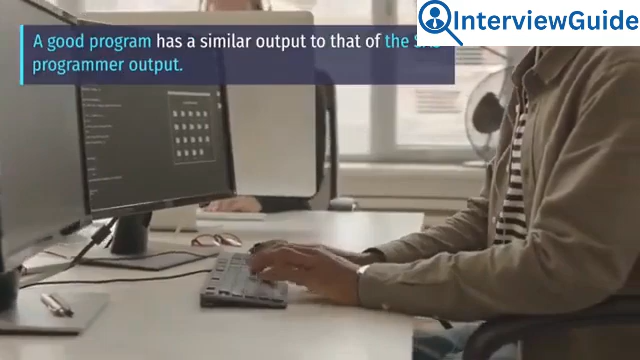 InterviewGuide
A good program has a similar output to that of the
programmer output.